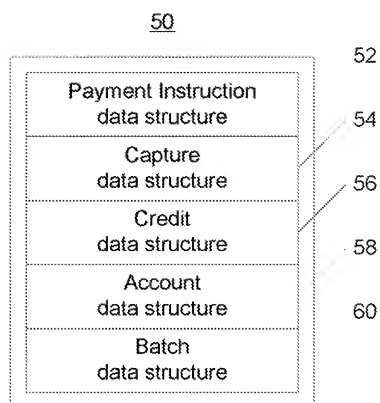 50
52
Payment Instruction
data structure
54
Capture
data structure
56
Credit
data structure
58
Account
data structure
60
Batch
data structure